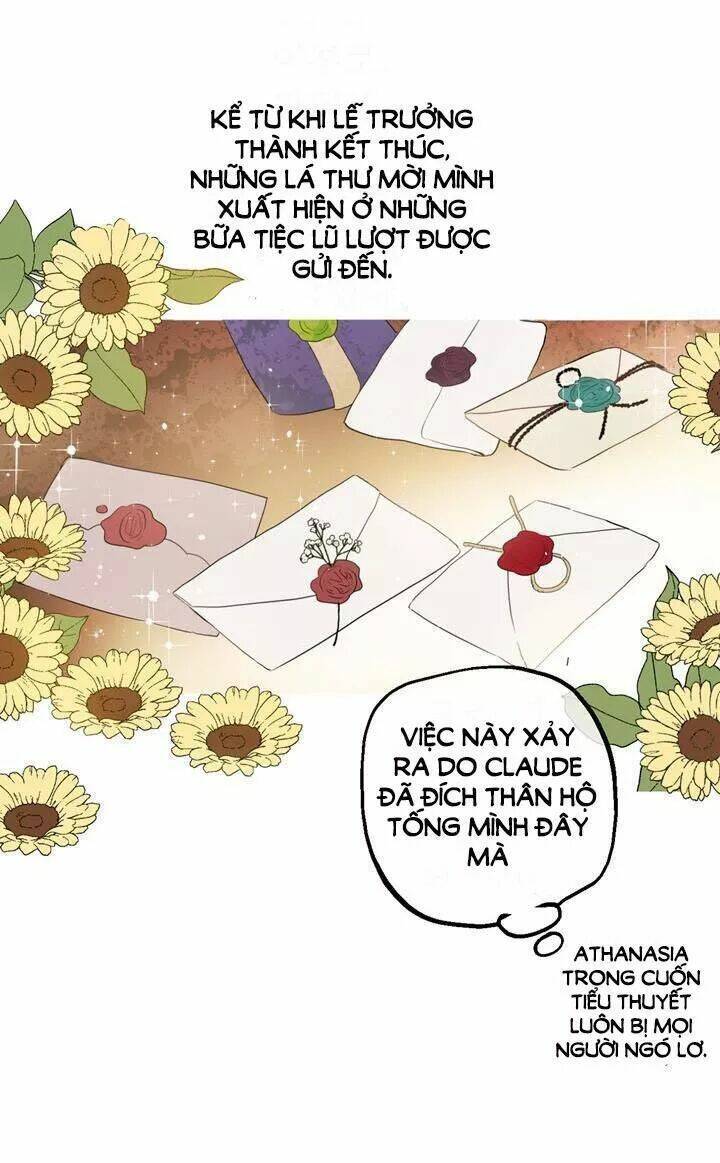 KỂ TỪ KHI LỄ TRƯỞNG
THÀNH KẾT THÚC,
NHỮNG LÁ THƯ MỜI MÌNH
XUẤT HIỆN Ở NHỮNG
BỮA TIỆC LŨ LƯỢT ĐƯỢC
GỬI ĐẾN.
VIỆC NÀY XẢY
RA DO CLAUDE
ĐÃ ĐÍCH THÂN HỘ
TỐNG MÌNH ĐÂY
MÀ
ATHANASIA
TRONG CUỐN
TIỂU THUYẾT
LUÔN BỊ MỌI
NGƯỜI NGÓ LƠ.